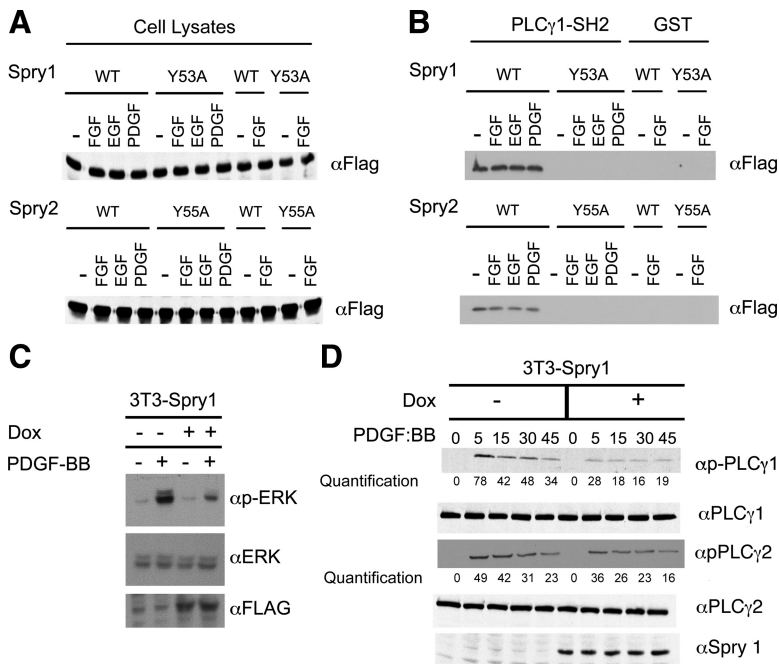 A
Cell Lysates
Spry1 WT Y53A WT Y53A
- FGF EGF PDGF - FGF EGF PDGF - FGF - FGF
αFlag
Spry2 WT Y55A WT Y55A
- FGF EGF PDGF - FGF EGF PDGF - FGF - FGF
αFlag
B
PLCγ1-SH2 GST
Spry1 WT Y53A WT Y53A
- FGF EGF PDGF - FGF EGF PDGF - FGF - FGF
αFlag
Spry2 WT Y55A WT Y55A
- FGF EGF PDGF - FGF EGF PDGF - FGF - FGF
αFlag
C
3T3-Spry1
Dox - - + +
PDGF-BB - + - +
αp-ERK
αERK
αFLAG
D
3T3-Spry1
Dox - +
PDGF:BB 0 5 15 30 45 0 5 15 30 45
αp-PLCγ1
Quantification 0 78 42 48 34 0 28 18 16 19
αPLCγ1
αpPLCγ2
Quantification 0 49 42 31 23 0 36 26 23 16
αPLCγ2
αSpry 1